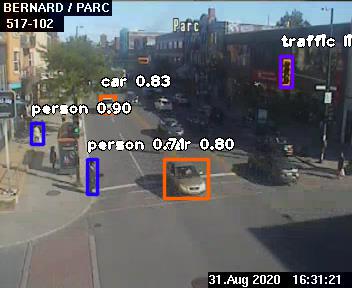 BERNARD / PARC
517-102
Parc
traffic
car 0.83
person 0.90
person 0.71
0.80
31.Aug 2020 16:31:21